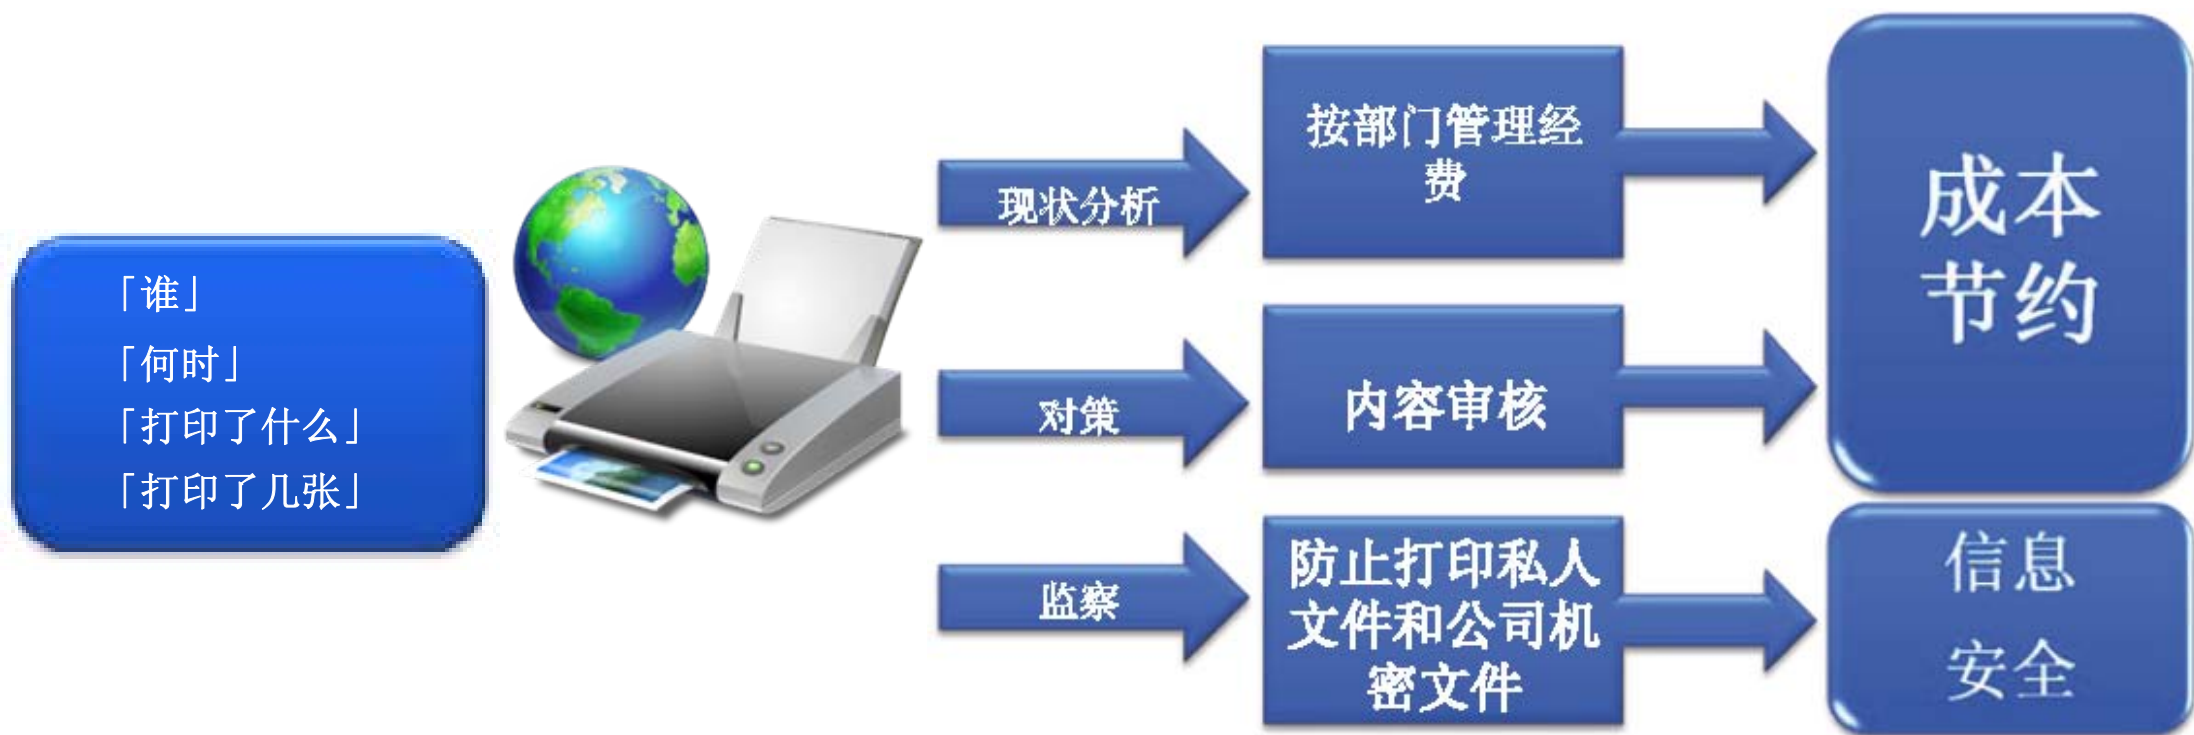 「谁」
「何时」
「打印了什么」
「打印了几张」
现状分析
按部门管理经
费
对策
内容审核
监察
防止打印私人
文件和公司机
密文件
成本
节约
信息
安全